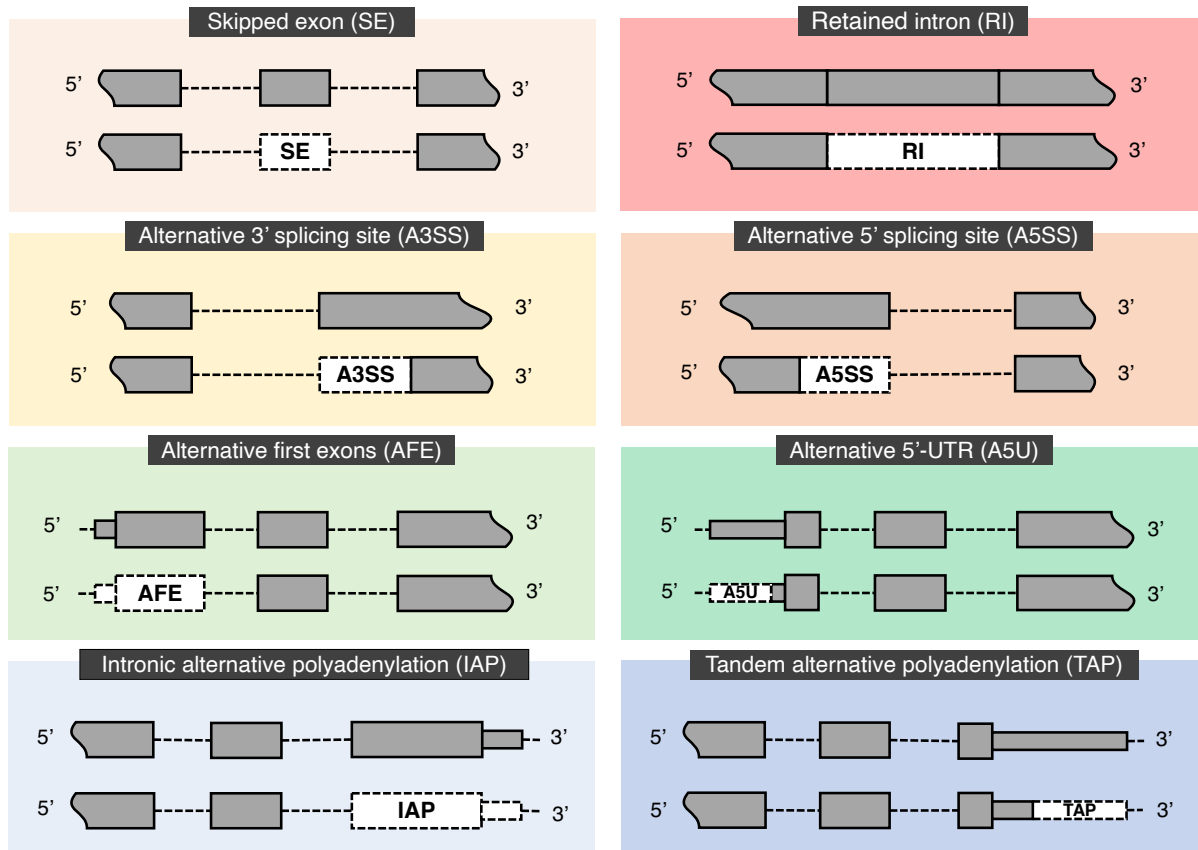 Skipped exon (SE)
5’ 3’
5’ SE 3’
Retained intron (RI)
5’ 3’
5’ RI 3’
Alternative 3’ splicing site (A3SS)
5’ 3’
5’ A3SS 3’
Alternative 5’ splicing site (A5SS)
5’ 3’
5’ A5SS 3’
Alternative first exons (AFE)
5’ 3’
5’ AFE 3’
Alternative 5’-UTR (A5U)
5’ 3’
5’ A5U 3’
Intronic alternative polyadenylation (IAP)
5’ 3’
5’ IAP 3’
Tandem alternative polyadenylation (TAP)
5’ 3’
5’ TAP 3’